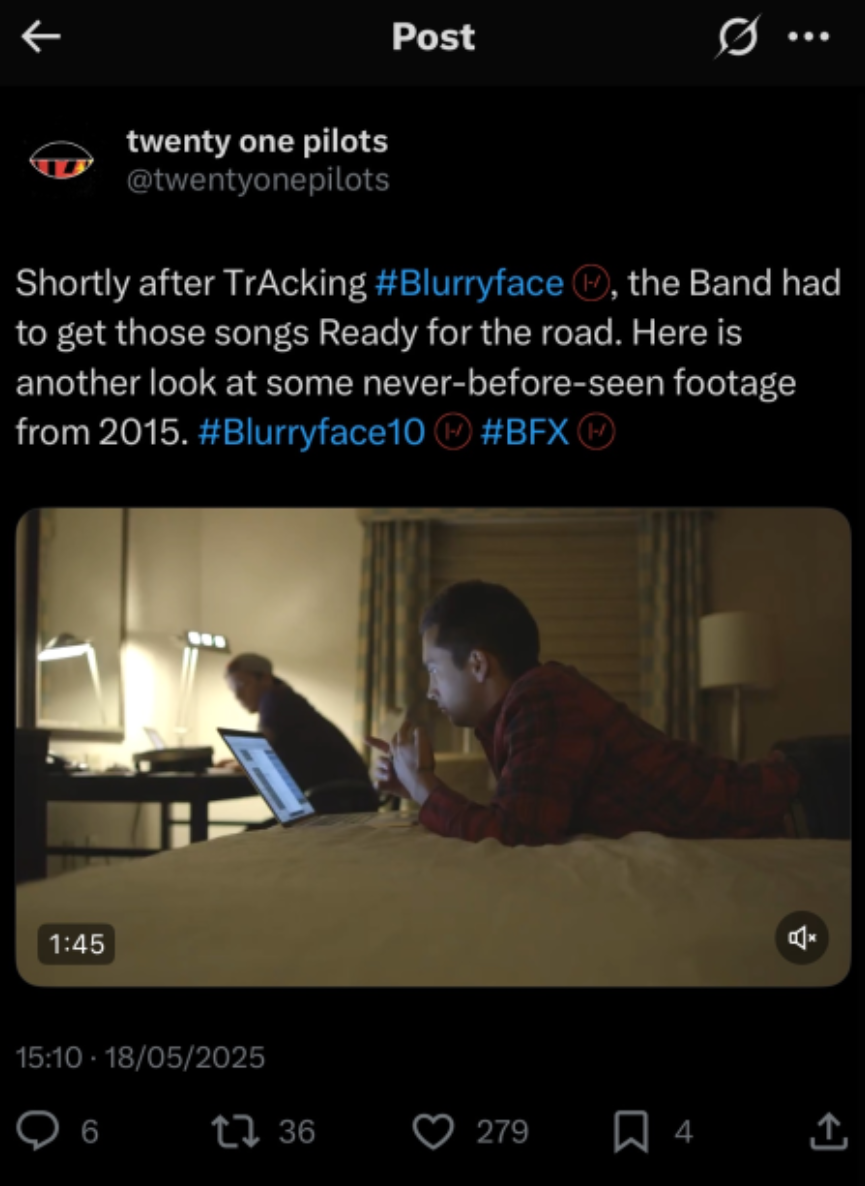 Post
twenty one pilots
@twentyonepilots
Shortly after TrAcking #Blurryface, the Band had
to get those songs Ready for the road. Here is
another look at some never-before-seen footage
from 2015. #Blurryface10 #BFX
1:45
15:10 · 18/05/2025
6 36 279 4